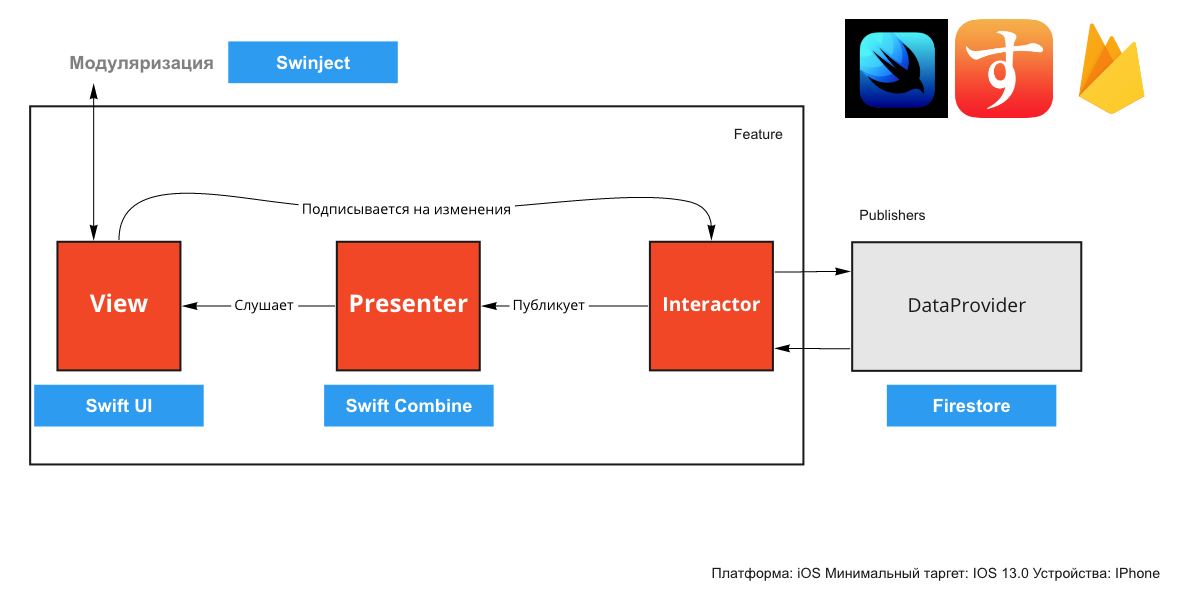 Модуляризация
Swinject
す
Feature
Подписывается на изменения
Publishers
View
Слушает
Presenter
Публикует
Interactor
DataProvider
Swift UI
Swift Combine
Firestore
Платформа: iOS Минимальный таргет: IOS 13.0 Устройства: IPhone